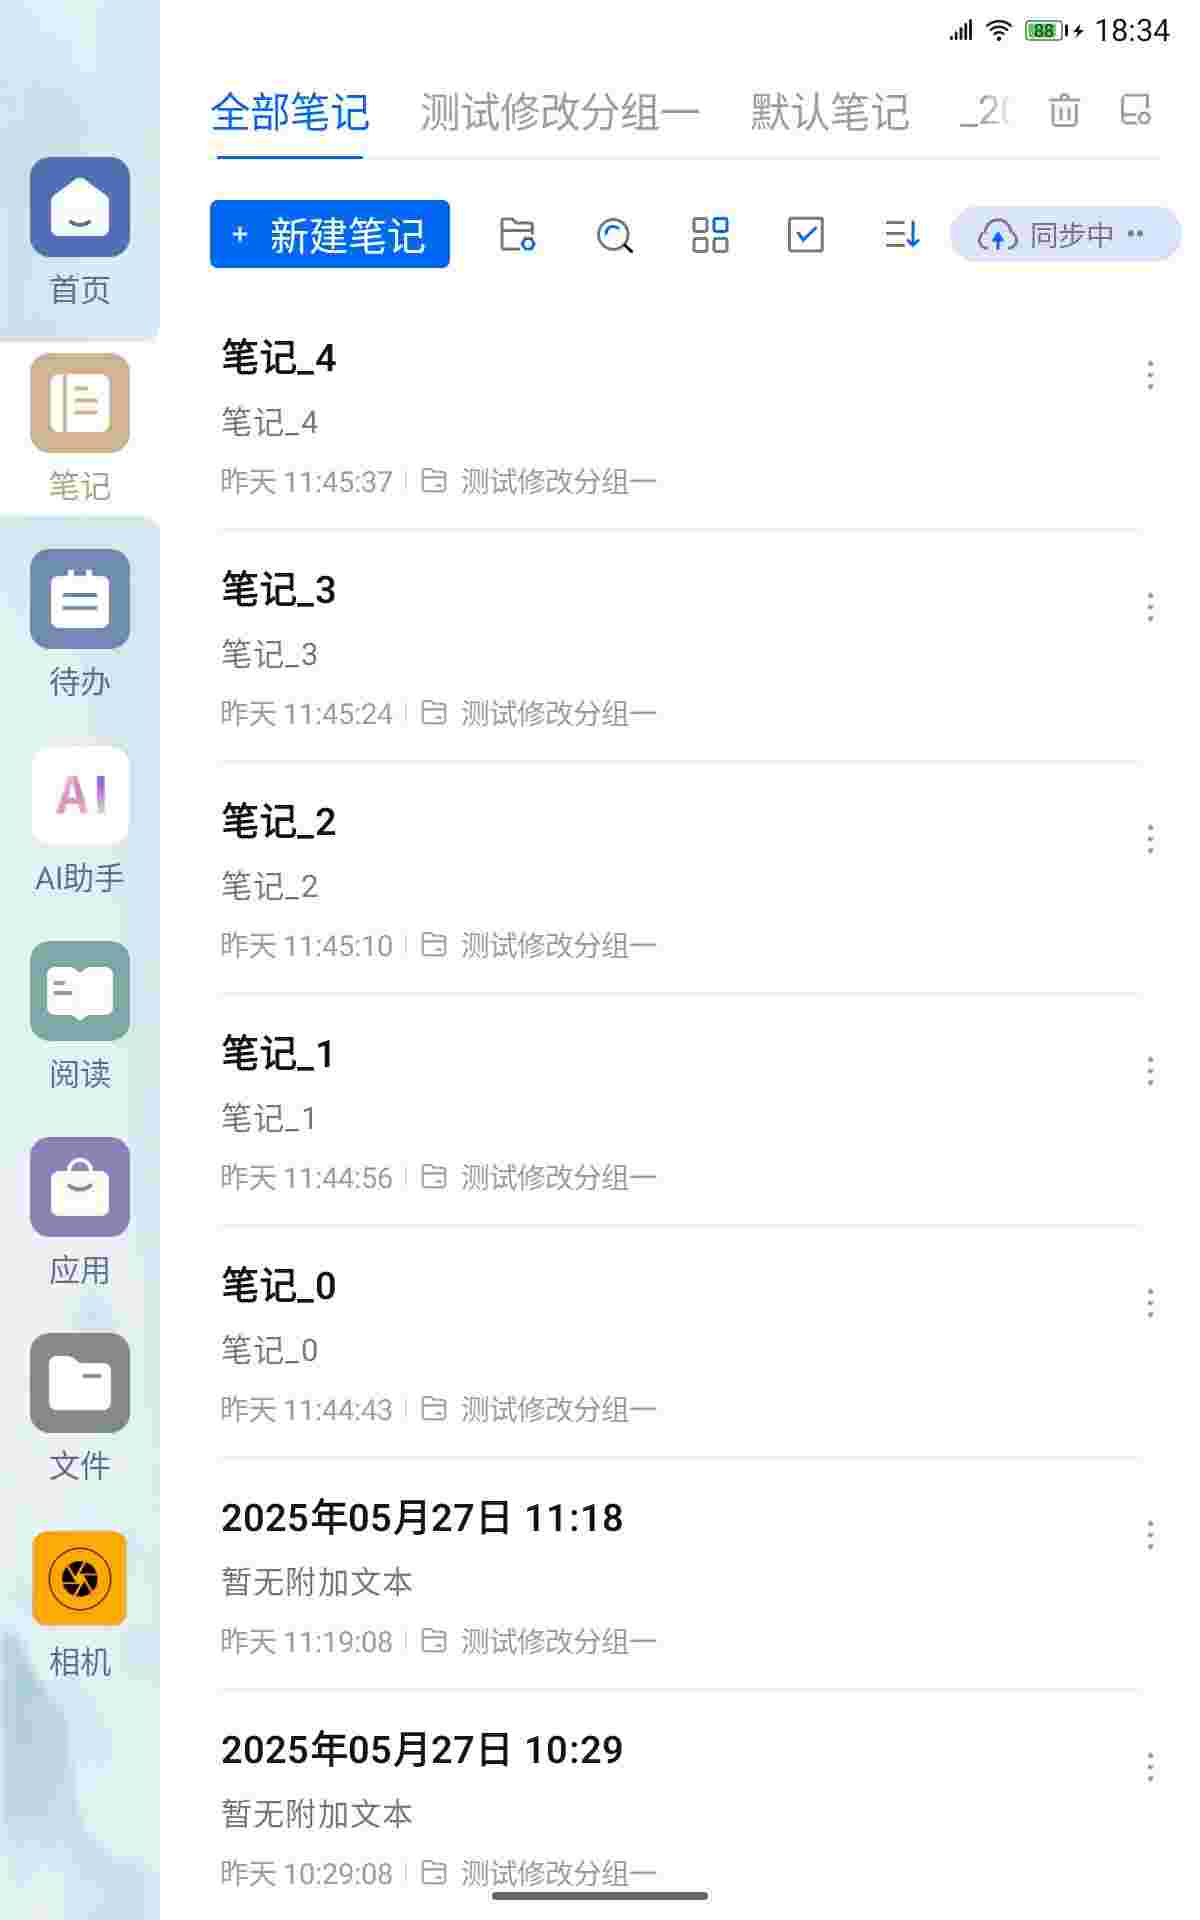 88 18:34
全部笔记 测试修改分组一 默认笔记 _20
+ 新建笔记 同步中 ··
首页
笔记
待办
AI
AI助手
阅读
应用
文件
相机
笔记_4
笔记_4
昨天 11:45:37 测试修改分组一
笔记_3
笔记_3
昨天 11:45:24 测试修改分组一
笔记_2
笔记_2
昨天 11:45:10 测试修改分组一
笔记_1
笔记_1
昨天 11:44:56 测试修改分组一
笔记_0
笔记_0
昨天 11:44:43 测试修改分组一
2025年05月27日 11:18
暂无附加文本
昨天 11:19:08 测试修改分组一
2025年05月27日 10:29
暂无附加文本
昨天 10:29:08 测试修改分组一